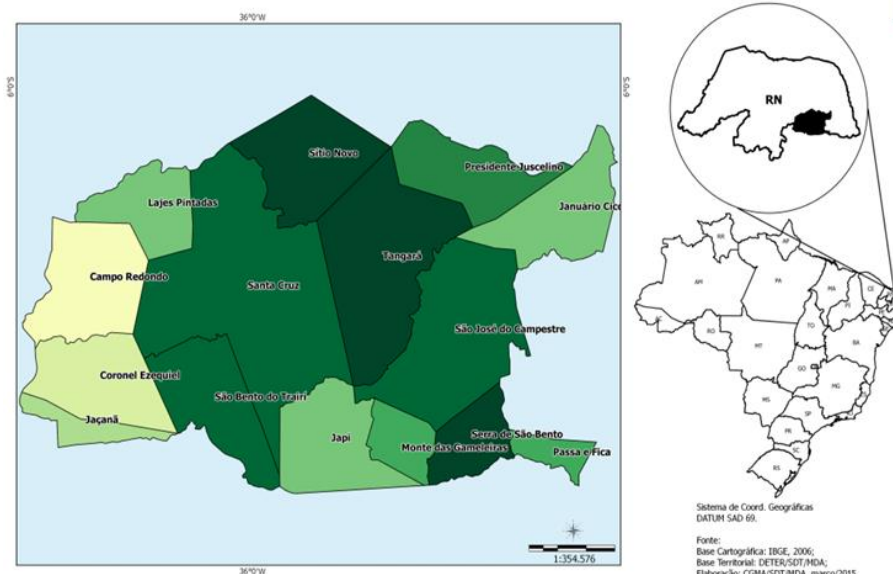 36°0'W
6°0'S
6°0'S
Sítio Novo
Presidente Juscelino
Lajes Pintadas
Januário Cicc
Campo Redondo
Santa Cruz
Tangará
São José do Campestre
Coronel Ezequiel
São Bento do Trairí
Jaçanã
Japi
Monte das Gameleiras
Serra de São Bento
Passa e Fica
1:354.576
36°0'W
RN
RR
AP
AM
PA
MA
CE
PI
AC
RO
TO
MT
BA
GO
MG
MS
SP
PR
SC
RS
Sistema de Coord. Geográficas
DATUM SAD 69.
Fonte:
Base Cartográfica: IBGE, 2006;
Base Territorial: DETER/SDT/MDA;
Elaboração: CGMA/SDT/MDA, março/2015